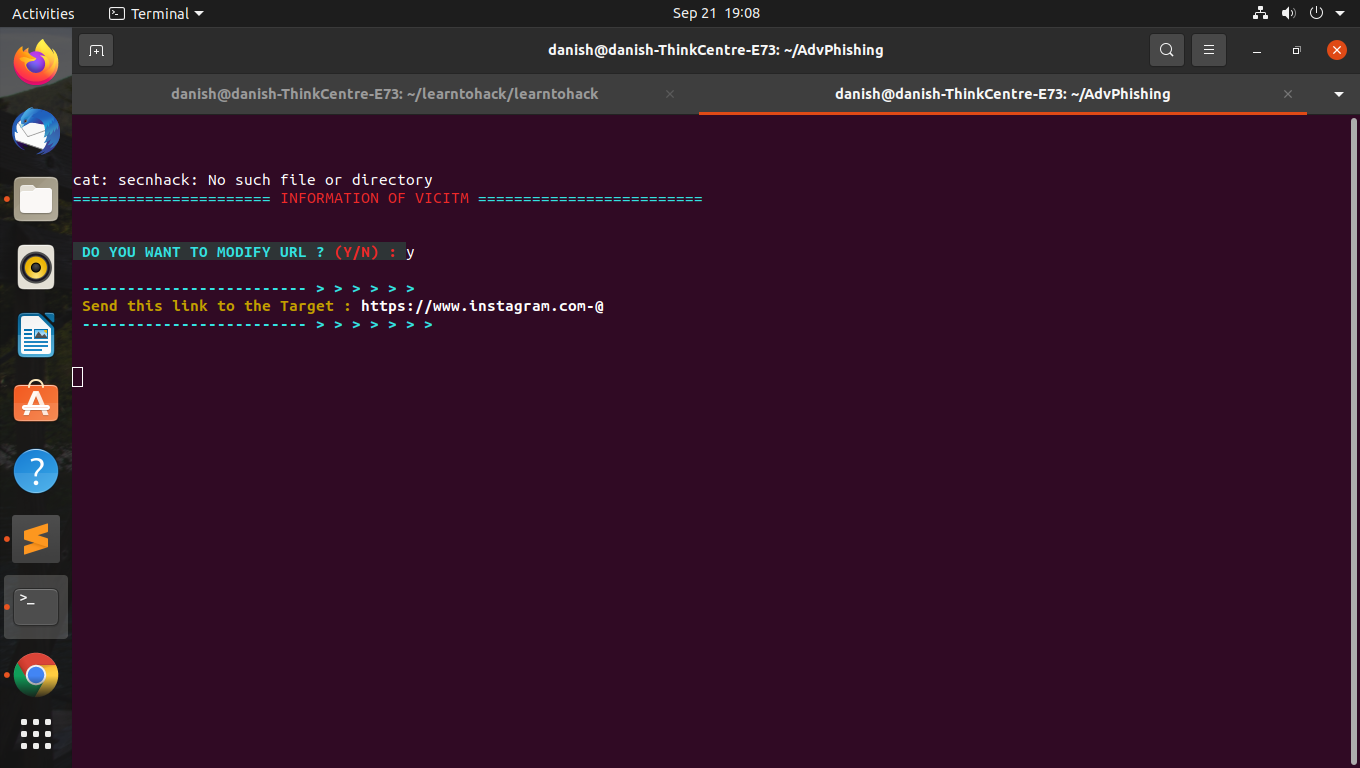 Activities Terminal Sep 21 19:08
danish@danish-ThinkCentre-E73: ~/AdvPhishing
danish@danish-ThinkCentre-E73: ~/learntohack/learntohack × danish@danish-ThinkCentre-E73: ~/AdvPhishing ×
cat: secnhack: No such file or directory
====================== INFORMATION OF VICITM =========================
DO YOU WANT TO MODIFY URL ? (Y/N) : y
------------------------- > > > > > >
Send this link to the Target : https://www.instagram.com-@
------------------------- > > > > > > >